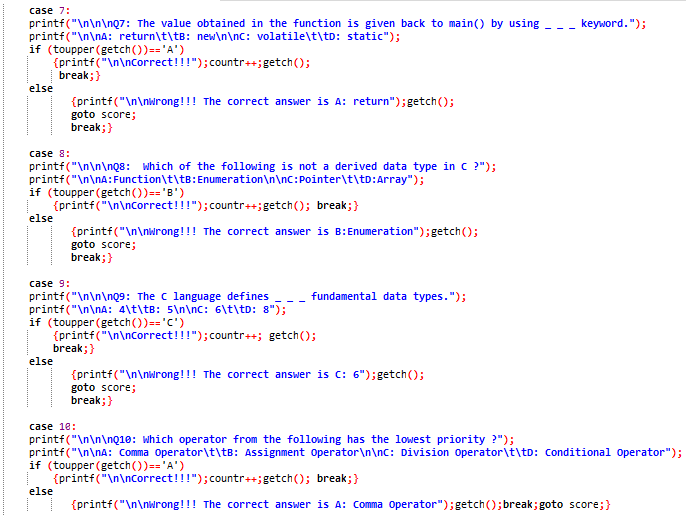 case 7:
printf("\n\n\nQ7: The value obtained in the function is given back to main() by using _ _ _ keyword.");
printf("\n\nA: return\t\tB: new\n\nC: volatile\t\tD: static");
if (toupper(getch())=='A')
{printf("\n\nCorrect!!!");countr++;getch();
break;}
else
{printf("\n\nWrong!!! The correct answer is A: return");getch();
goto score;
break;}
case 8:
printf("\n\n\nQ8:  Which of the following is not a derived data type in C ?");
printf("\n\nA:Function\t\tB:Enumeration\n\nC:Pointer\t\tD:Array");
if (toupper(getch())=='B')
{printf("\n\nCorrect!!!");countr++;getch(); break;}
else
{printf("\n\nWrong!!! The correct answer is B:Enumeration");getch();
goto score;
break;}
case 9:
printf("\n\n\nQ9: The C language defines _ _ _ fundamental data types.");
printf("\n\nA: 4\t\tB: 5\n\nC: 6\t\tD: 8");
if (toupper(getch())=='C')
{printf("\n\nCorrect!!!");countr++; getch();
break;}
else
{printf("\n\nWrong!!! The correct answer is C: 6");getch();
goto score;
break;}
case 10:
printf("\n\n\nQ10: Which operator from the following has the lowest priority ?");
printf("\n\nA: Comma Operator\t\tB: Assignment Operator\n\nC: Division Operator\t\tD: Conditional Operator");
if (toupper(getch())=='A')
{printf("\n\nCorrect!!!");countr++;getch(); break;}
else
{printf("\n\nWrong!!! The correct answer is A: Comma Operator");getch();break;goto score;}